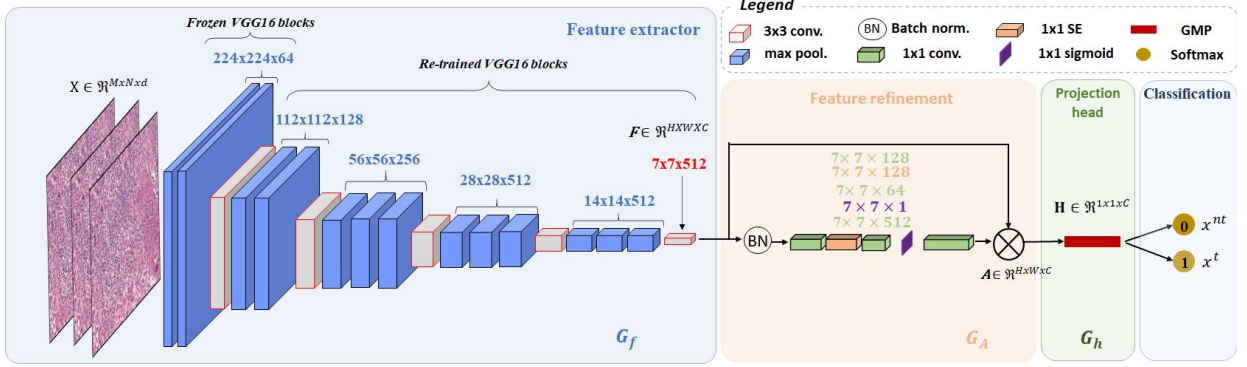 Legend
3x3 conv.
BN
Batch norm.
1x1 SE
GMP
max pool.
1x1 conv.
1x1 sigmoid
Softmax
Frozen VGG16 blocks
Feature extractor
224x224x64
X ∈ ℜ^{MxNxd}
Re-trained VGG16 blocks
112x112x128
56x56x256
28x28x512
14x14x512
F∈ ℜ^{HXWXC}
7x7x512
G_f
Feature refinement
7× 7 × 128
7× 7 × 128
7× 7 × 64
7 × 7 × 1
7× 7 × 512
BN
A∈ ℜ^{HxWxC}
G_A
Projection
head
H ∈ ℜ^{1x1xC}
G_h
Classification
0 x^{nt}
1 x^{t}